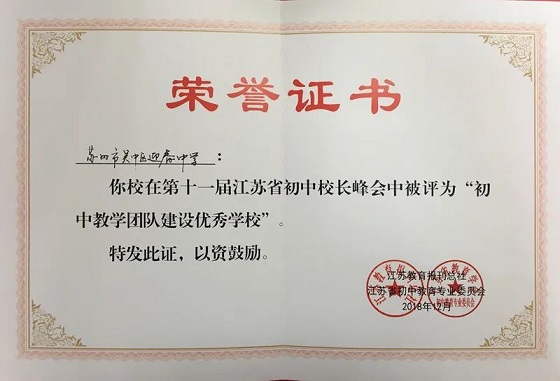 荣誉证书
苏州市吴中区迎春中学：
你校在第十一届江苏省初中校长峰会中被评为“初
中教学团队建设优秀学校”。
特发此证，以资鼓励。
江苏教育报刊总社
江苏省初中教育专业委员会
2018年12月